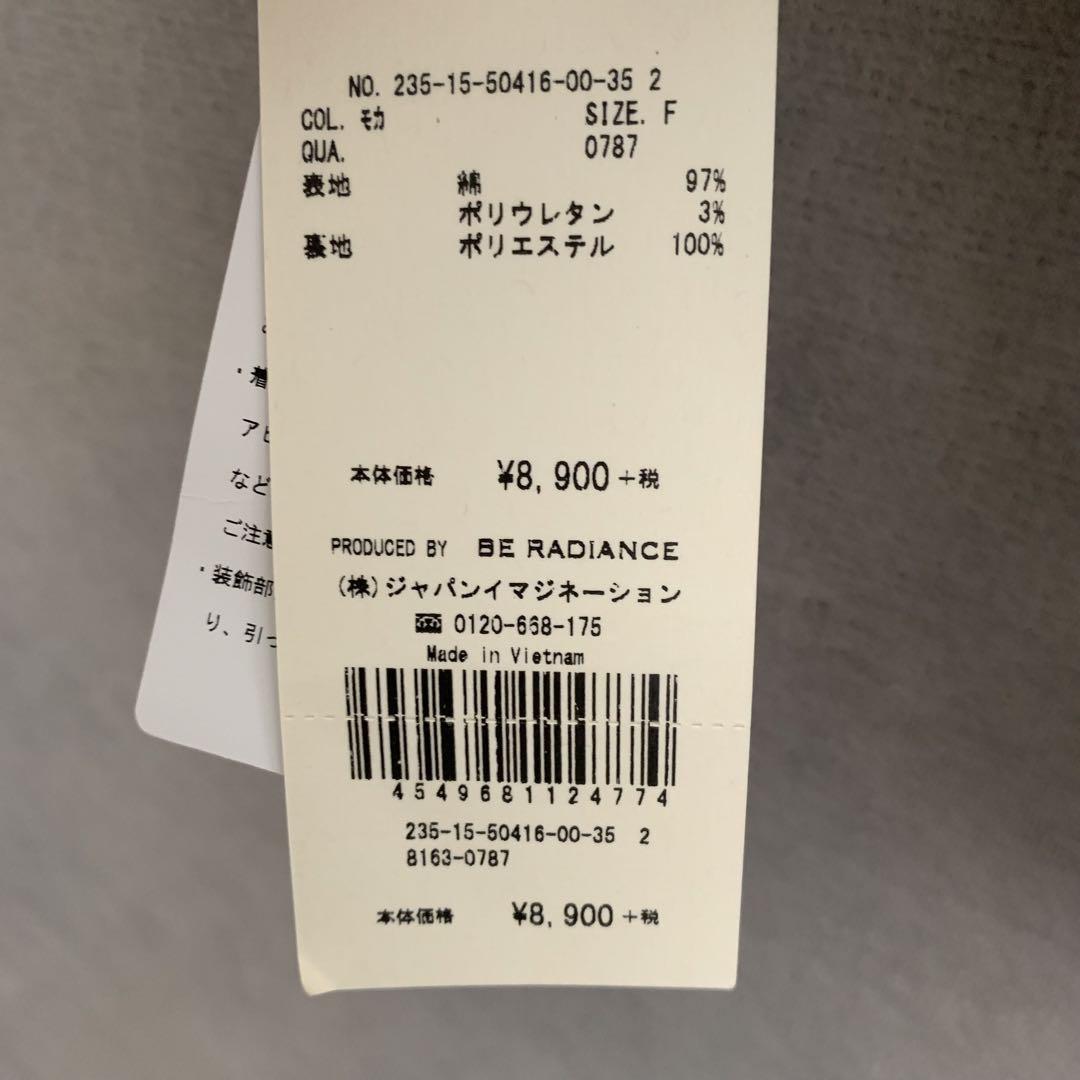 NO. 235-15-50416-00-35 2
COL. モカ SIZE. F
QUA. 0787
表地 綿 97%
ポリウレタン 3%
裏地 ポリエステル 100%
本体価格 ¥8,900+税
PRODUCED BY BE RADIANCE
(株)ジャパンイマジネーション
0120-668-175
Made in Vietnam
4549681124774
235-15-50416-00-35 2
8163-0787
本体価格 ¥8,900+税
・着
ア
など
ご注意
・装飾部
り、引っ